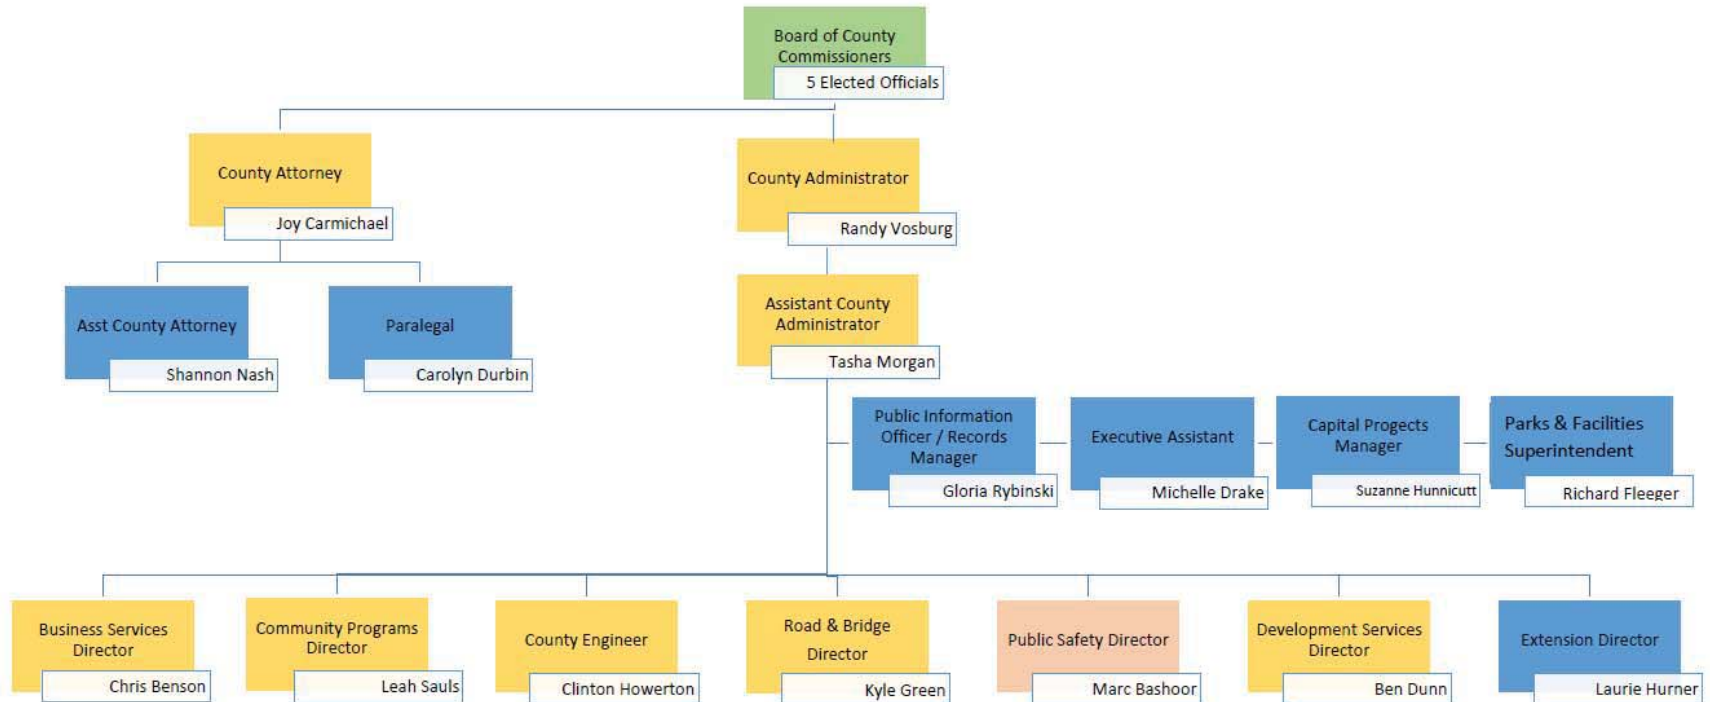 Board of County
Commissioners
5 Elected Officials
County Attorney
Joy Carmichael
County Administrator
Randy Vosburg
Asst County Attorney
Shannon Nash
Paralegal
Carolyn Durbin
Assistant County
Administrator
Tasha Morgan
Public Information
Officer / Records
Manager
Gloria Rybinski
Executive Assistant
Michelle Drake
Capital Progects
Manager
Suzanne Hunnicutt
Parks & Facilities
Superintendent
Richard Fleeger
Business Services
Director
Chris Benson
Community Programs
Director
Leah Sauls
County Engineer
Clinton Howerton
Road & Bridge
Director
Kyle Green
Public Safety Director
Marc Bashoor
Development Services
Director
Ben Dunn
Extension Director
Laurie Hurner